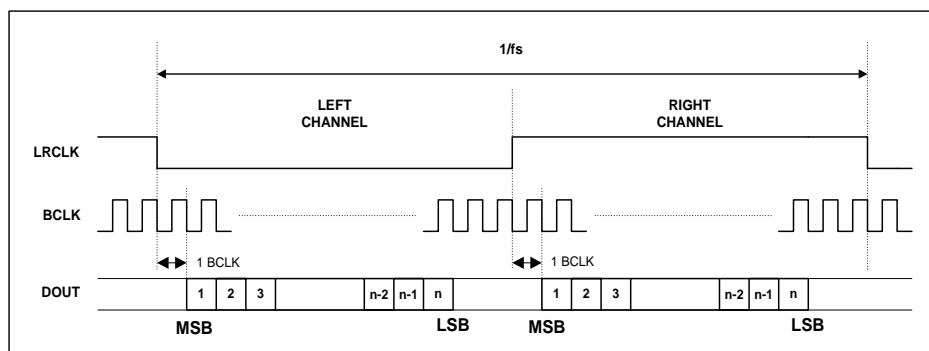 1/fs
LEFT
CHANNEL
RIGHT
CHANNEL
LRCLK
BCLK
1 BCLK
1 BCLK
DOUT
1 2 3 n-2 n-1 n 1 2 3 n-2 n-1 n
MSB LSB MSB LSB